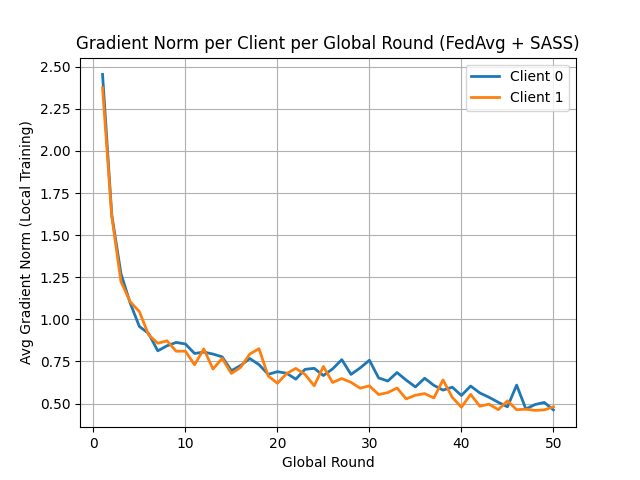 Gradient Norm per Client per Global Round (FedAvg + SASS)
Client 0
Client 1
Avg Gradient Norm (Local Training)
2.50
2.25
2.00
1.75
1.50
1.25
1.00
0.75
0.50
0 10 20 30 40 50
Global Round